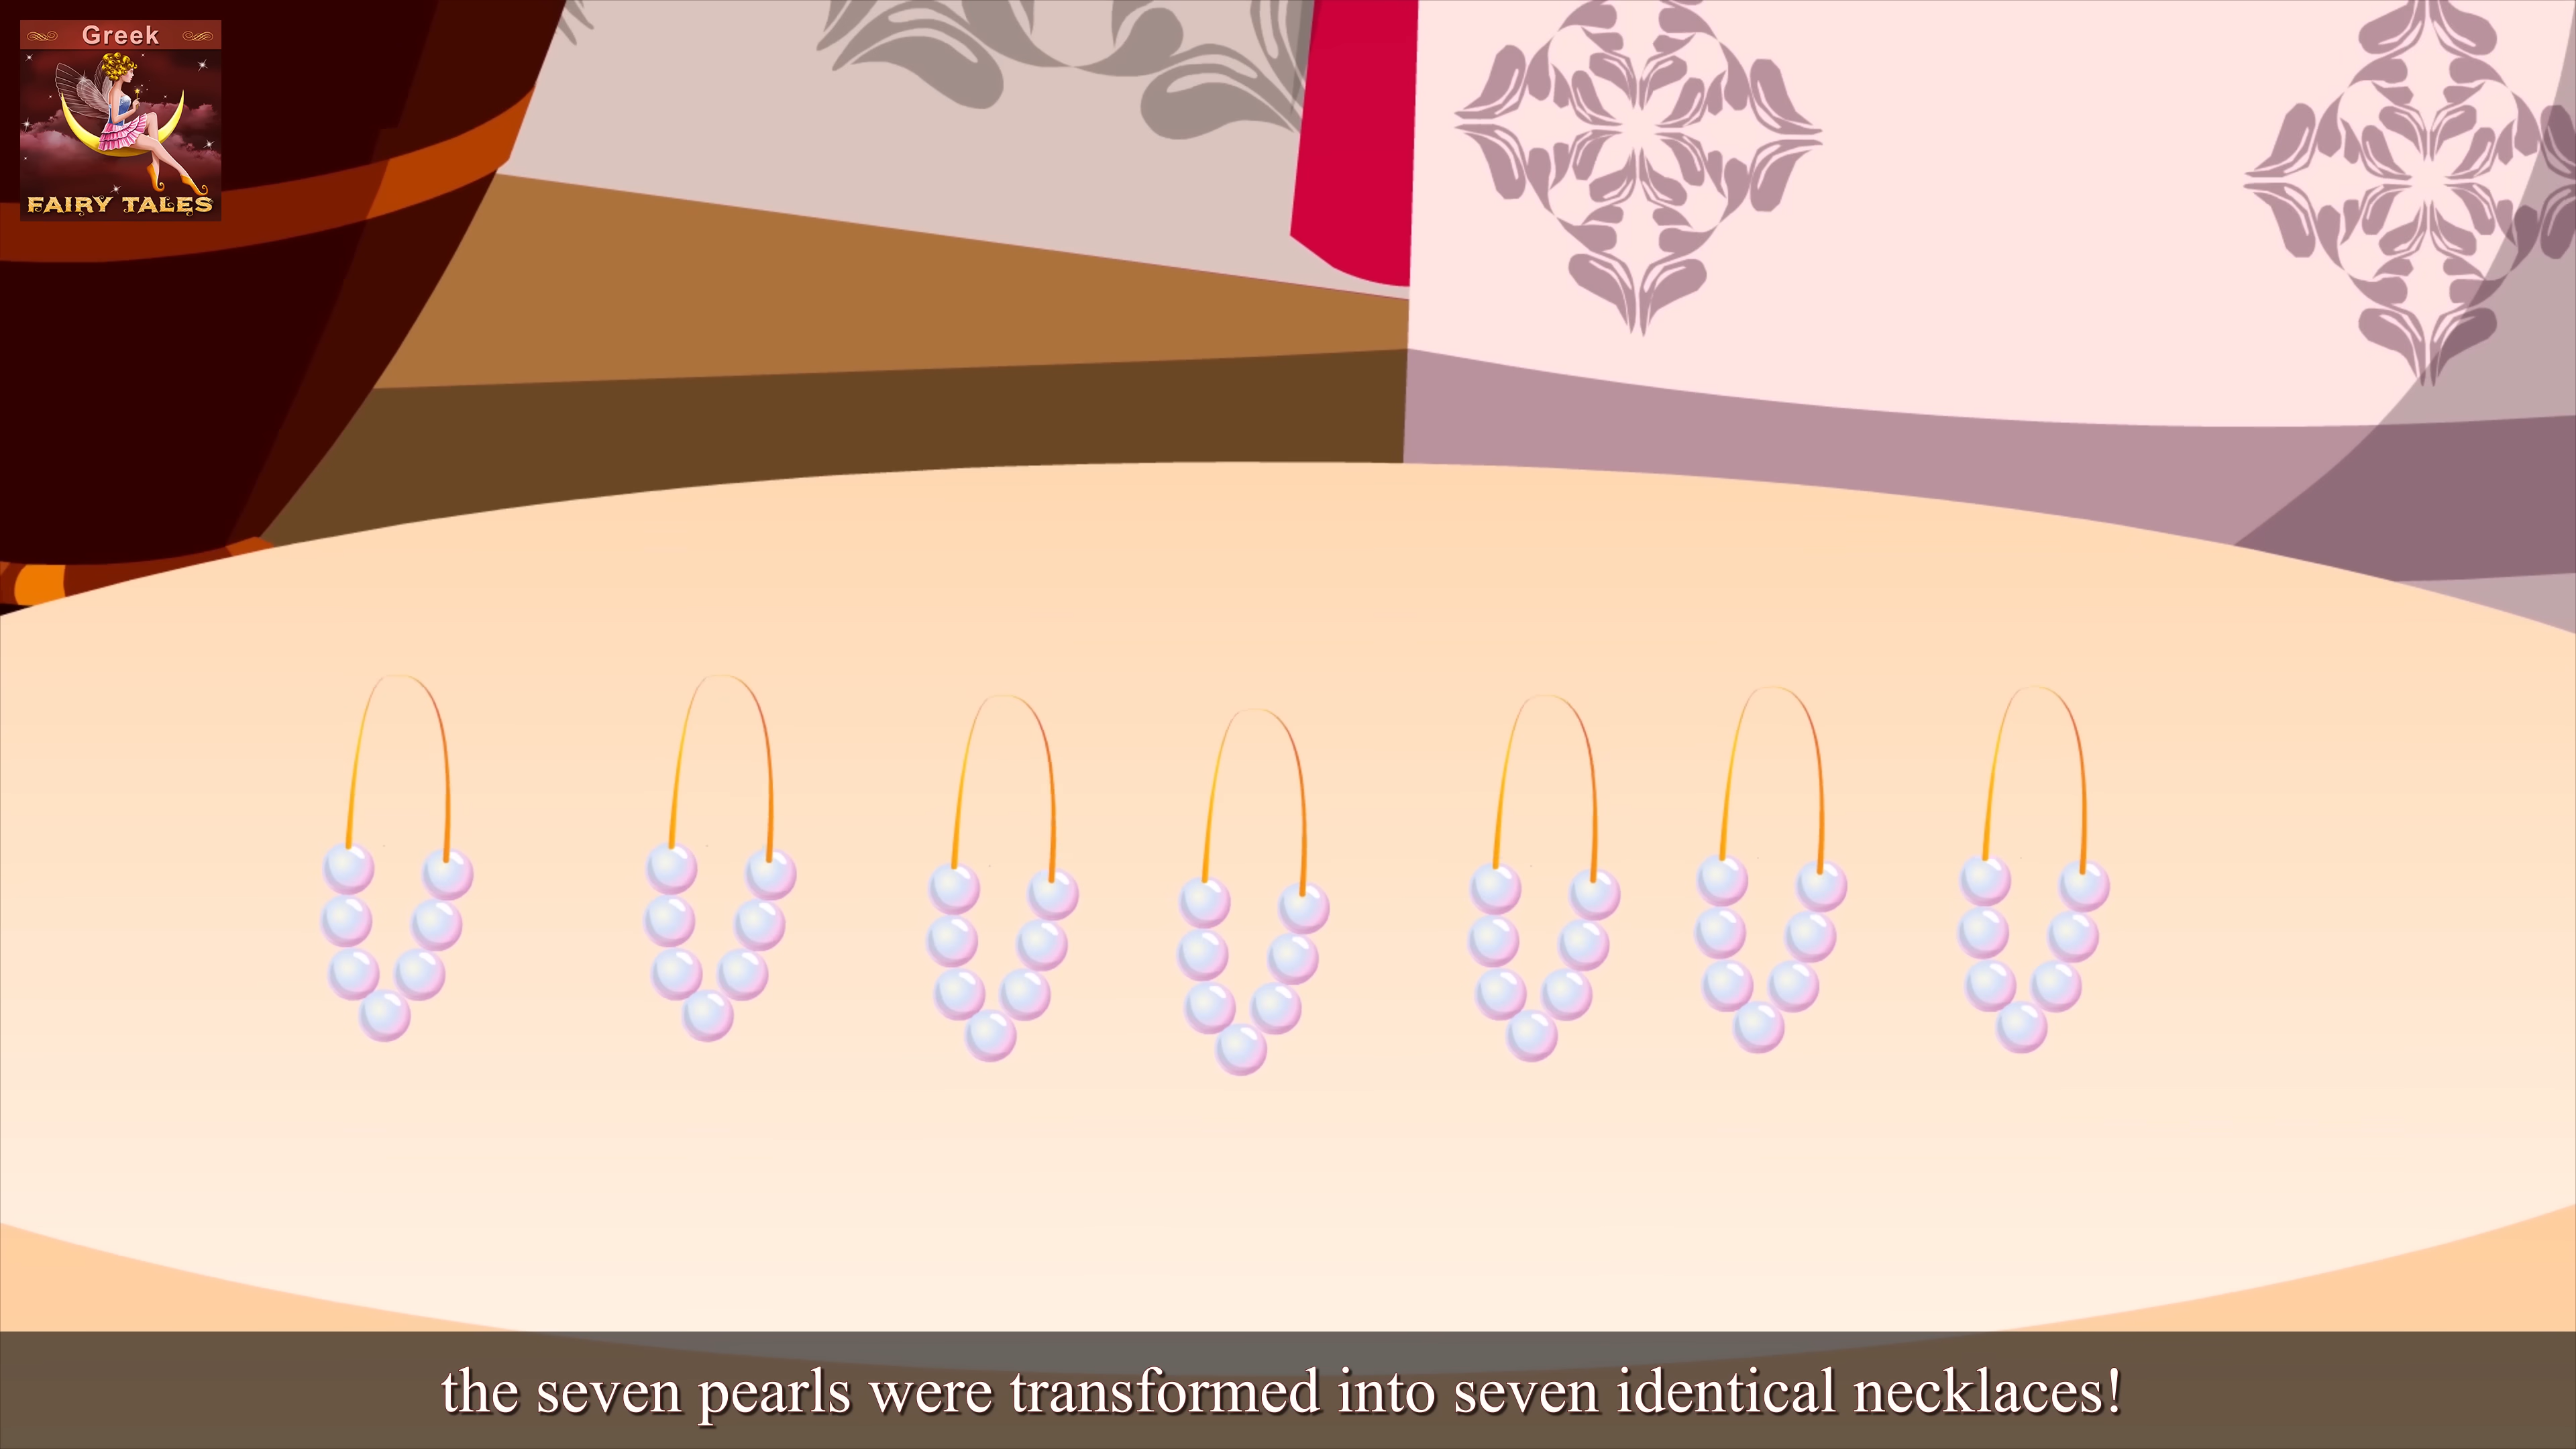 Greek
FAIRY TALES
the seven pearls were transformed into seven identical necklaces!